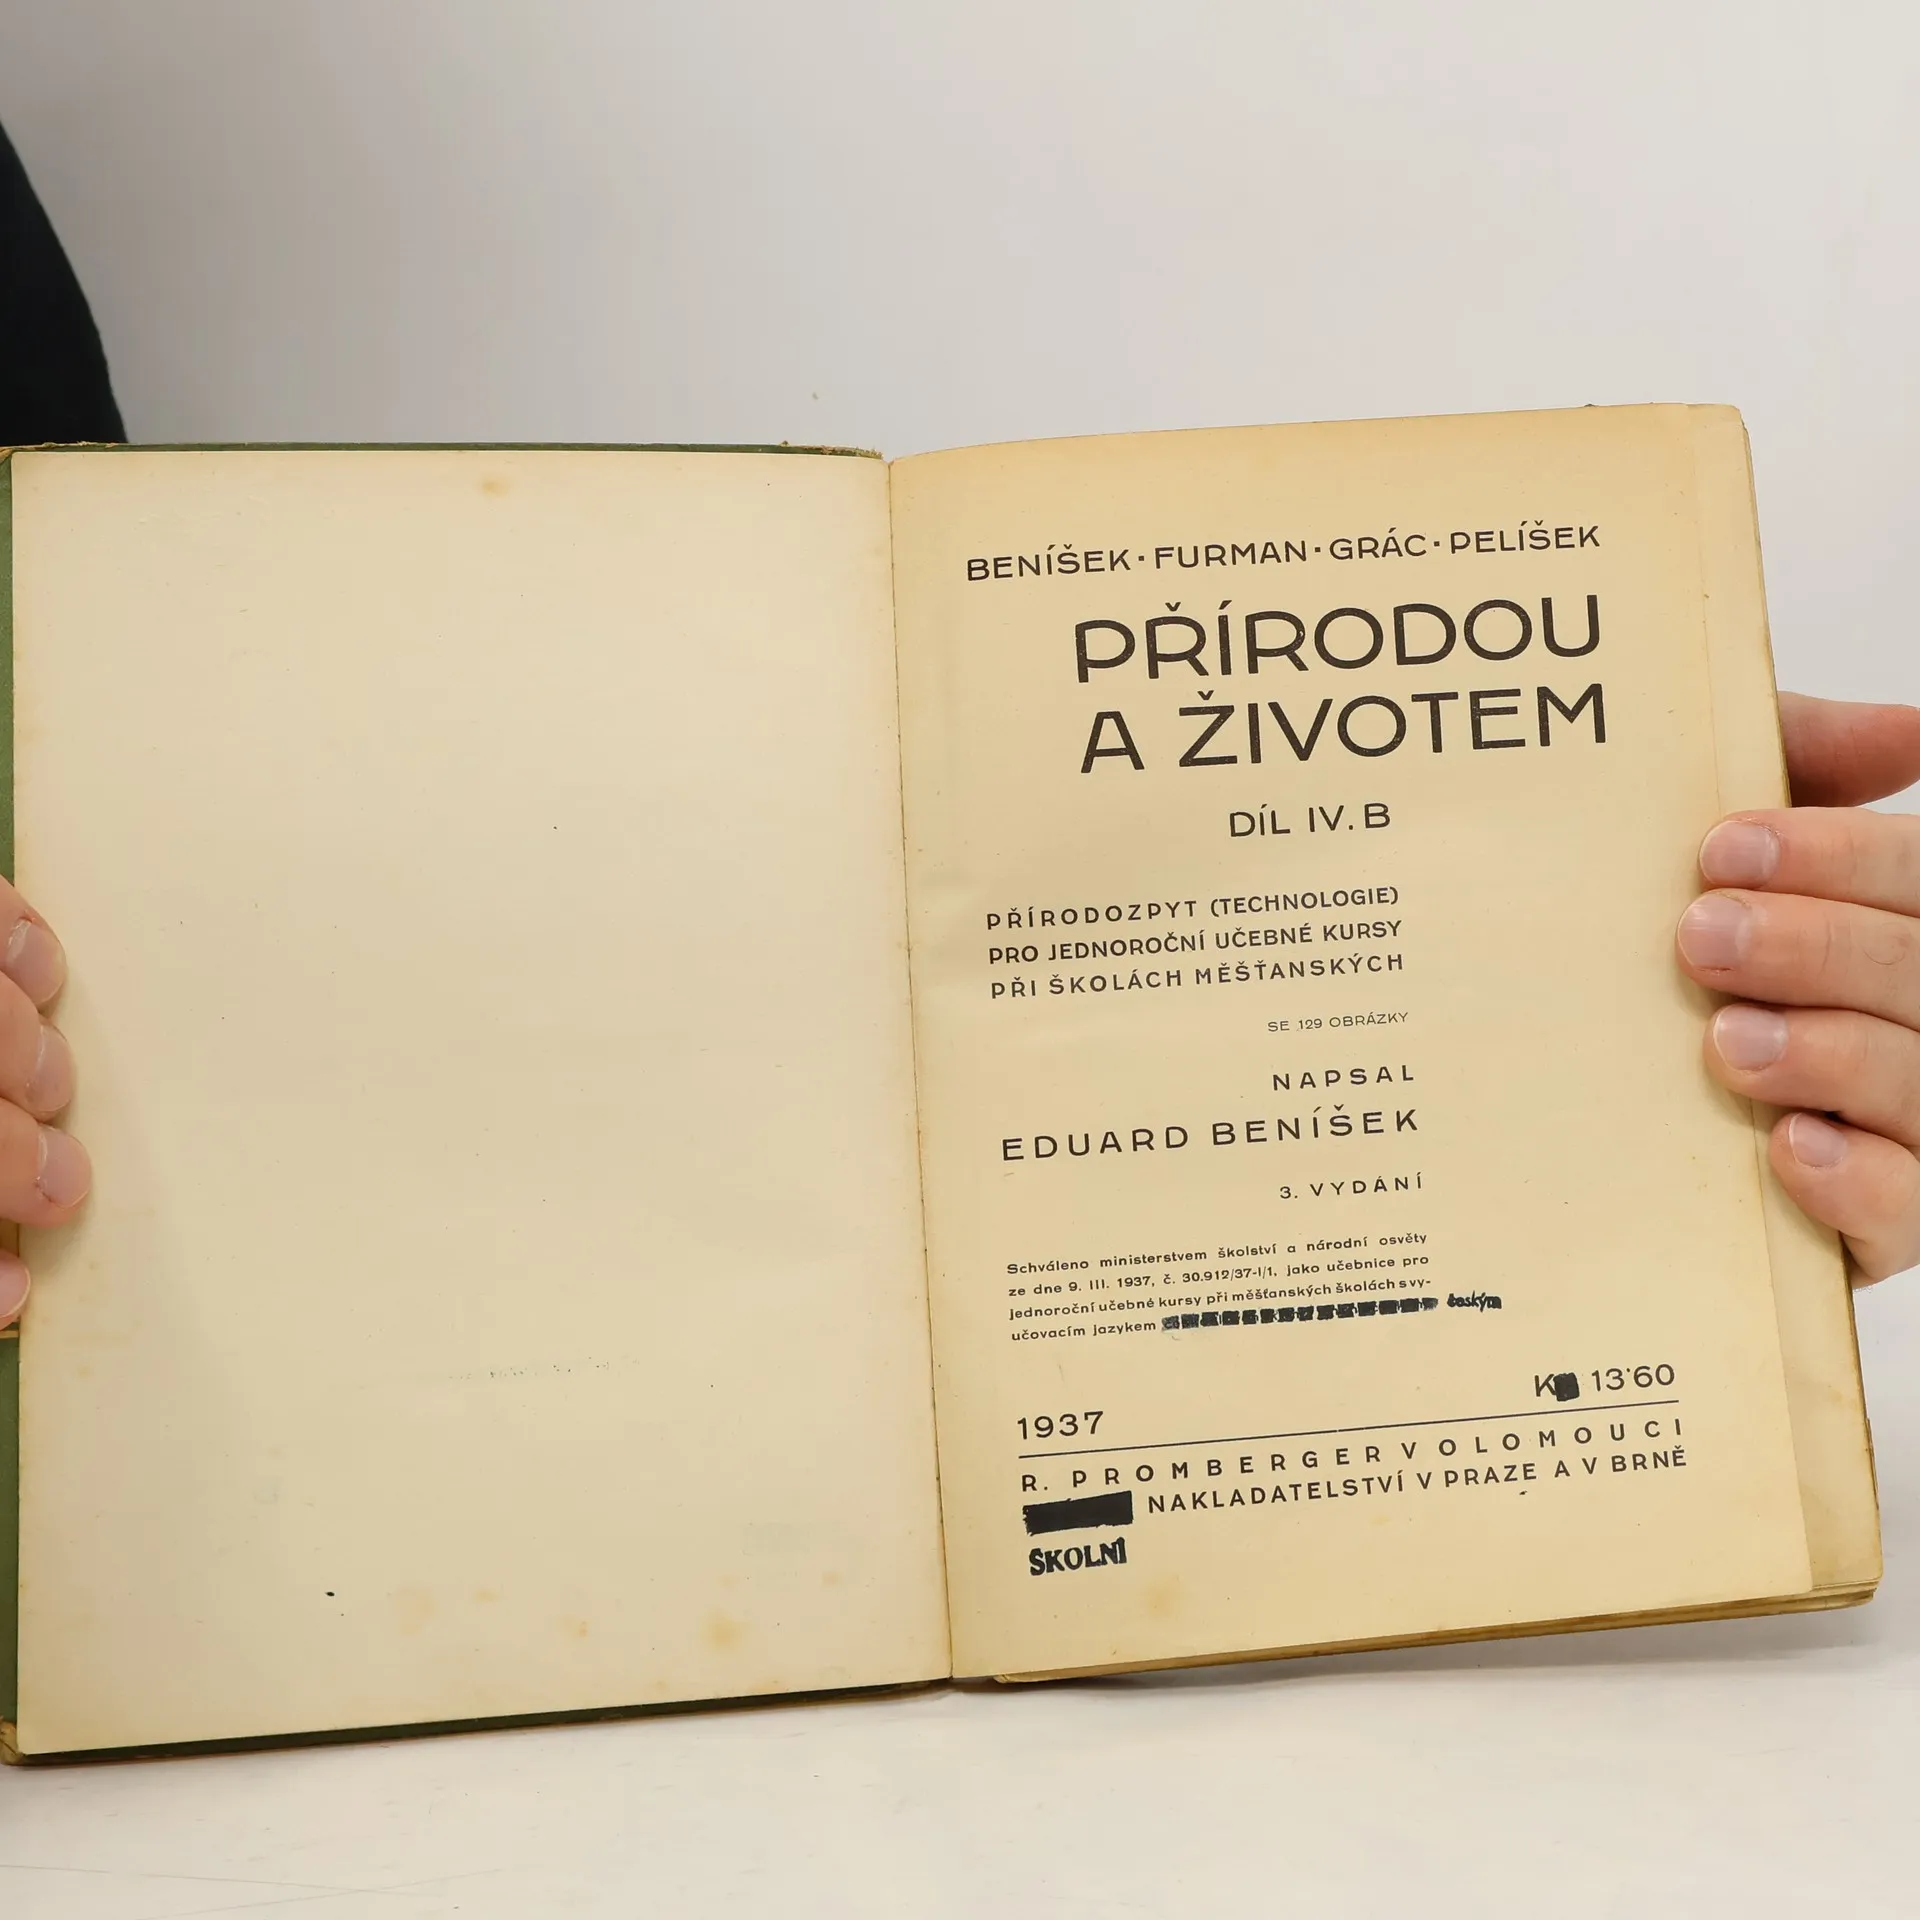 BENÍŠEK · FURMAN · GRÁC · PELÍŠEK
PŘÍRODOU
A ŽIVOTEM
DÍL IV. B
PŘÍRODOZPYT (TECHNOLOGIE)
PRO JEDNOROČNÍ UČEBNÉ KURSY
PŘI ŠKOLÁCH MĚŠŤANSKÝCH
SE 129 OBRÁZKY
NAPSAL
EDUARD BENÍŠEK
3. VYDÁNÍ
Schváleno ministerstvem školství a národní osvěty
ze dne 9. III. 1937, č. 30.912/37-I/1, jako učebnice pro
jednoroční učebné kursy při měšťanských školách s vy-
učovacím jazykem českým
1937
K 13·60
R. PROMBERGER V OLOMOUCI
NAKLADATELSTVÍ V PRAZE A V BRNĚ
ŠKOLNÍ